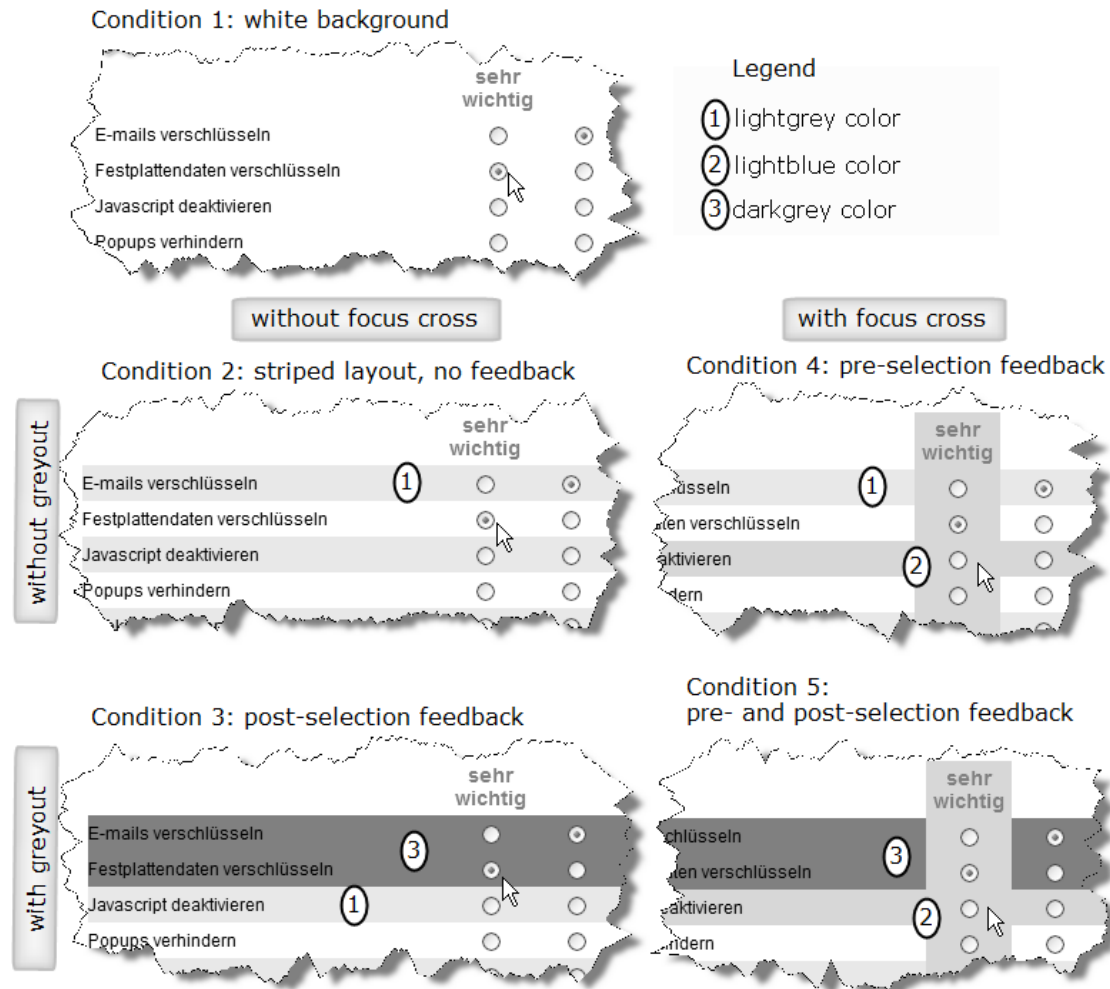 Condition 1: white background
sehr
wichtig
E-mails verschlüsseln
Festplattendaten verschlüsseln
Javascript deaktivieren
Popups verhindern
Legend
1 lightgrey color
2 lightblue color
3 darkgrey color
without focus cross
with focus cross
without greyout
Condition 2: striped layout, no feedback
sehr
wichtig
1
E-mails verschlüsseln
Festplattendaten verschlüsseln
Javascript deaktivieren
Popups verhindern
Condition 4: pre-selection feedback
sehr
wichtig
1
üsseln
ten verschlüsseln
2
aktivieren
dern
with greyout
Condition 3: post-selection feedback
sehr
wichtig
E-mails verschlüsseln
3
Festplattendaten verschlüsseln
Javascript deaktivieren
1
Popups verhindern
Condition 5:
pre- and post-selection feedback
sehr
wichtig
schlüsseln
3
ten verschlüsseln
aktivieren
2
indern